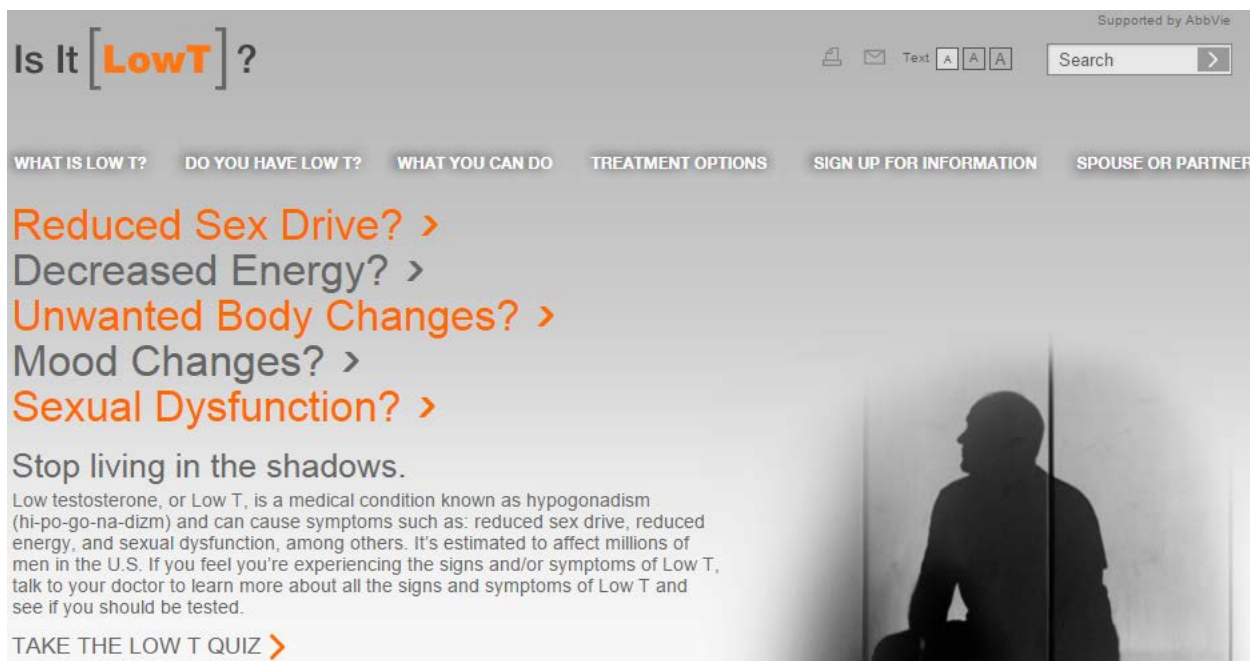 Supported by AbbVie
Is It [LowT]?
Text A A A
Search
WHAT IS LOW T? DO YOU HAVE LOW T? WHAT YOU CAN DO TREATMENT OPTIONS SIGN UP FOR INFORMATION SPOUSE OR PARTNER
Reduced Sex Drive? ›
Decreased Energy? ›
Unwanted Body Changes? ›
Mood Changes? ›
Sexual Dysfunction? ›
Stop living in the shadows.
Low testosterone, or Low T, is a medical condition known as hypogonadism
(hi-po-go-na-dizm) and can cause symptoms such as: reduced sex drive, reduced
energy, and sexual dysfunction, among others. It's estimated to affect millions of
men in the U.S. If you feel you're experiencing the signs and/or symptoms of Low T,
talk to your doctor to learn more about all the signs and symptoms of Low T and
see if you should be tested.
TAKE THE LOW T QUIZ ›